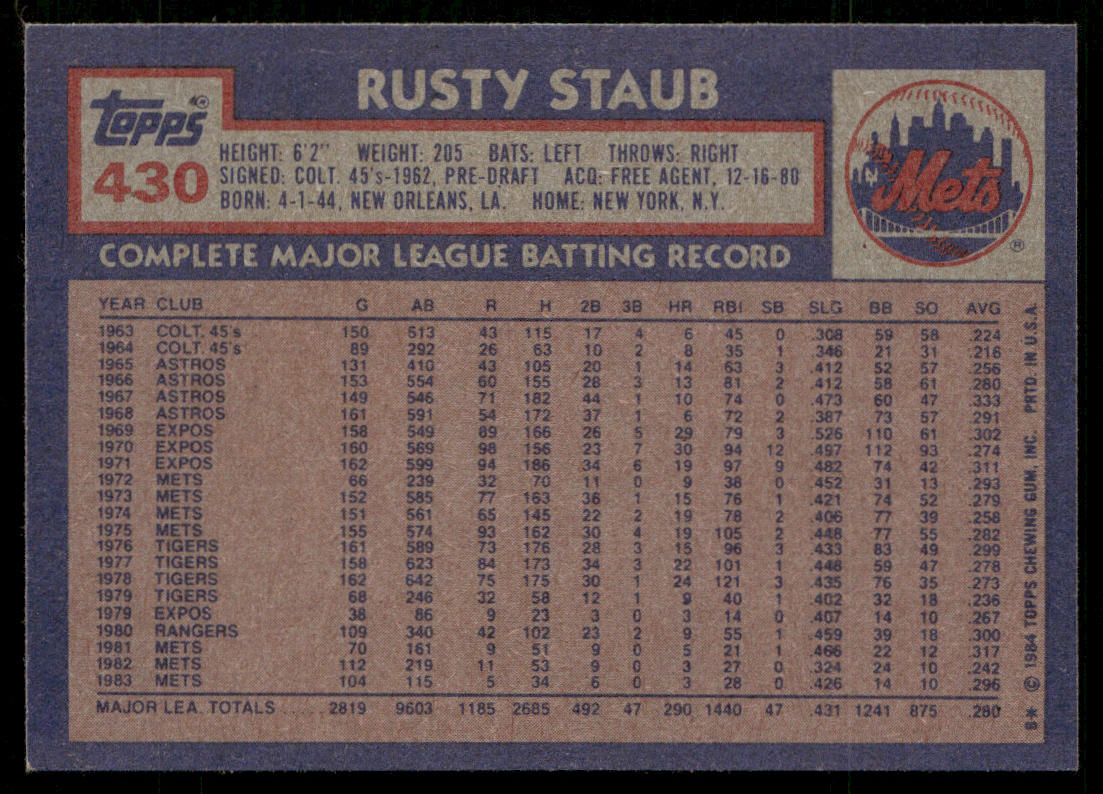 RUSTY STAUB
Topps®
430
HEIGHT: 6'2" WEIGHT: 205 BATS: LEFT THROWS: RIGHT
SIGNED: COLT. 45's-1962, PRE-DRAFT ACQ: FREE AGENT, 12-16-80
BORN: 4-1-44, NEW ORLEANS, LA. HOME: NEW YORK, N.Y.
Mets
®
COMPLETE MAJOR LEAGUE BATTING RECORD
YEAR CLUB G AB R H 2B 3B HR RBI SB SLG BB SO AVG
1963 COLT. 45's 150 513 43 115 17 4 6 45 0 .308 59 58 .224
1964 COLT. 45's 89 292 26 63 10 2 8 35 1 .346 21 31 .216
1965 ASTROS 131 410 43 105 20 1 14 63 3 .412 52 57 .256
1966 ASTROS 153 554 60 155 28 3 13 81 2 .412 58 61 .280
1967 ASTROS 149 546 71 182 44 1 10 74 0 .473 60 47 .333
1968 ASTROS 161 591 54 172 37 1 6 72 2 .387 73 57 .291
1969 EXPOS 158 549 89 166 26 5 29 79 3 .526 110 61 .302
1970 EXPOS 160 569 98 156 23 7 30 94 12 .497 112 93 .274
1971 EXPOS 162 599 94 186 34 6 19 97 9 .482 74 42 .311
1972 METS 66 239 32 70 11 0 9 38 0 .452 31 13 .293
1973 METS 152 585 77 163 36 1 15 76 1 .421 74 52 .279
1974 METS 151 561 65 145 22 2 19 78 2 .406 77 39 .258
1975 METS 155 574 93 162 30 4 19 105 2 .448 77 55 .282
1976 TIGERS 161 589 73 176 28 3 15 96 3 .433 83 49 .299
1977 TIGERS 158 623 84 173 34 3 22 101 1 .448 59 47 .278
1978 TIGERS 162 642 75 175 30 1 24 121 3 .435 76 35 .273
1979 TIGERS 68 246 32 58 12 1 9 40 1 .402 32 18 .236
1979 EXPOS 38 86 9 23 3 0 3 14 0 .407 14 10 .267
1980 RANGERS 109 340 42 102 23 2 9 55 1 .459 39 18 .300
1981 METS 70 161 9 51 9 0 5 21 1 .466 22 12 .317
1982 METS 112 219 11 53 9 0 3 27 0 .324 24 10 .242
1983 METS 104 115 5 34 6 0 3 28 0 .426 14 10 .296
MAJOR LEA. TOTALS ..... 2819 9603 1185 2685 492 47 290 1440 47 .431 1241 875 .280
B* © 1984 TOPPS CHEWING GUM, INC. PRTD. IN U.S.A.